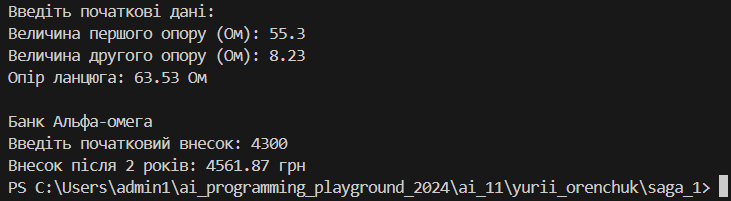 Введіть початкові дані:
Величина першого опору (Ом): 55.3
Величина другого опору (Ом): 8.23
Опір ланцюга: 63.53 Ом

Банк Альфа-омега
Введіть початковий внесок: 4300
Внесок після 2 років: 4561.87 грн
PS C:\Users\admin1\ai_programming_playground_2024\ai_11\yurii_orenchuk\saga_1>